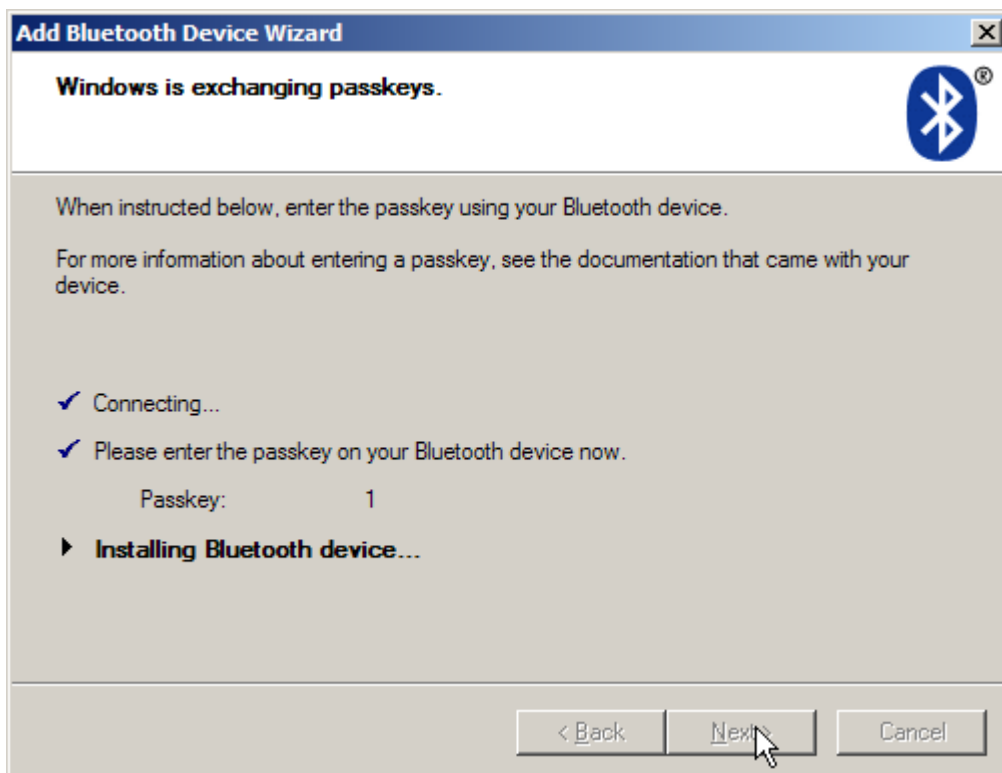 Add Bluetooth Device Wizard
Windows is exchanging passkeys.
®
When instructed below, enter the passkey using your Bluetooth device.
For more information about entering a passkey, see the documentation that came with your
device.
Connecting...
Please enter the passkey on your Bluetooth device now.
Passkey: 1
Installing Bluetooth device...
< Back Next > Cancel